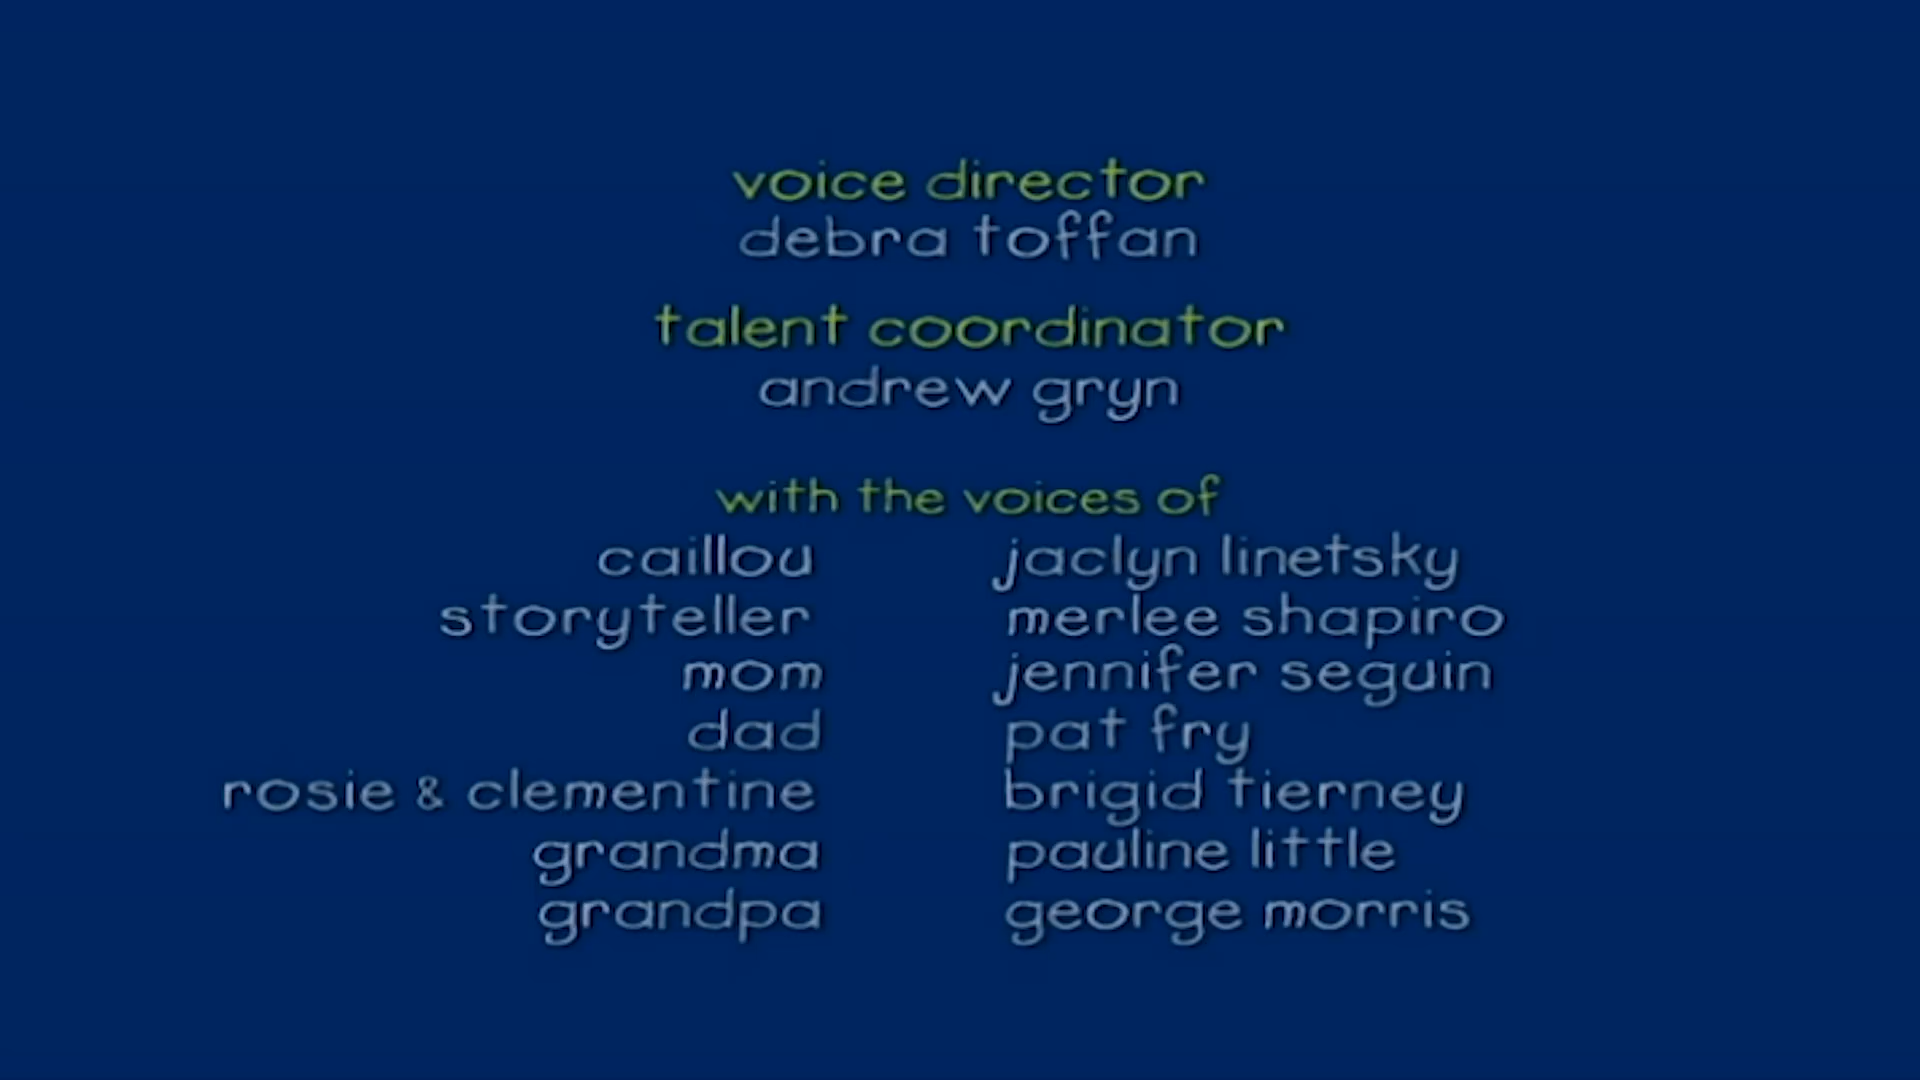 voice director
debra toffan
talent coordinator
andrew gryn
with the voices of
caillou jaclyn linetsky
storyteller merlee shapiro
mom jennifer seguin
dad pat fry
rosie & clementine brigid tierney
grandma pauline little
grandpa george morris